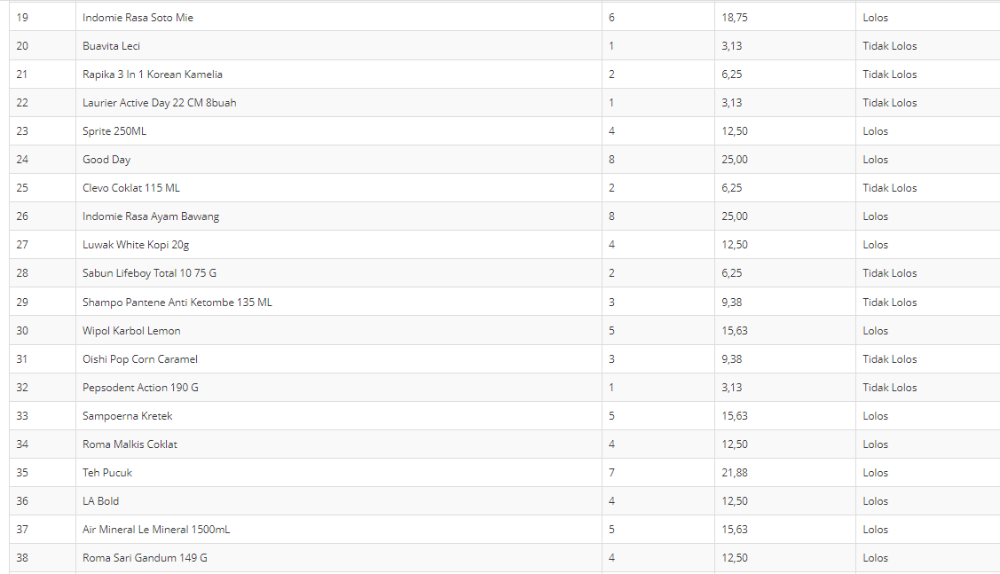 19 Indomie Rasa Soto Mie 6 18,75 Lolos
20 Buavita Leci 1 3,13 Tidak Lolos
21 Rapika 3 In 1 Korean Kamelia 2 6,25 Tidak Lolos
22 Laurier Active Day 22 CM 8buah 1 3,13 Tidak Lolos
23 Sprite 250ML 4 12,50 Lolos
24 Good Day 8 25,00 Lolos
25 Clevo Coklat 115 ML 2 6,25 Tidak Lolos
26 Indomie Rasa Ayam Bawang 8 25,00 Lolos
27 Luwak White Kopi 20g 4 12,50 Lolos
28 Sabun Lifeboy Total 10 75 G 2 6,25 Tidak Lolos
29 Shampo Pantene Anti Ketombe 135 ML 3 9,38 Tidak Lolos
30 Wipol Karbol Lemon 5 15,63 Lolos
31 Oishi Pop Corn Caramel 3 9,38 Tidak Lolos
32 Pepsodent Action 190 G 1 3,13 Tidak Lolos
33 Sampoerna Kretek 5 15,63 Lolos
34 Roma Malkis Coklat 4 12,50 Lolos
35 Teh Pucuk 7 21,88 Lolos
36 LA Bold 4 12,50 Lolos
37 Air Mineral Le Mineral 1500mL 5 15,63 Lolos
38 Roma Sari Gandum 149 G 4 12,50 Lolos